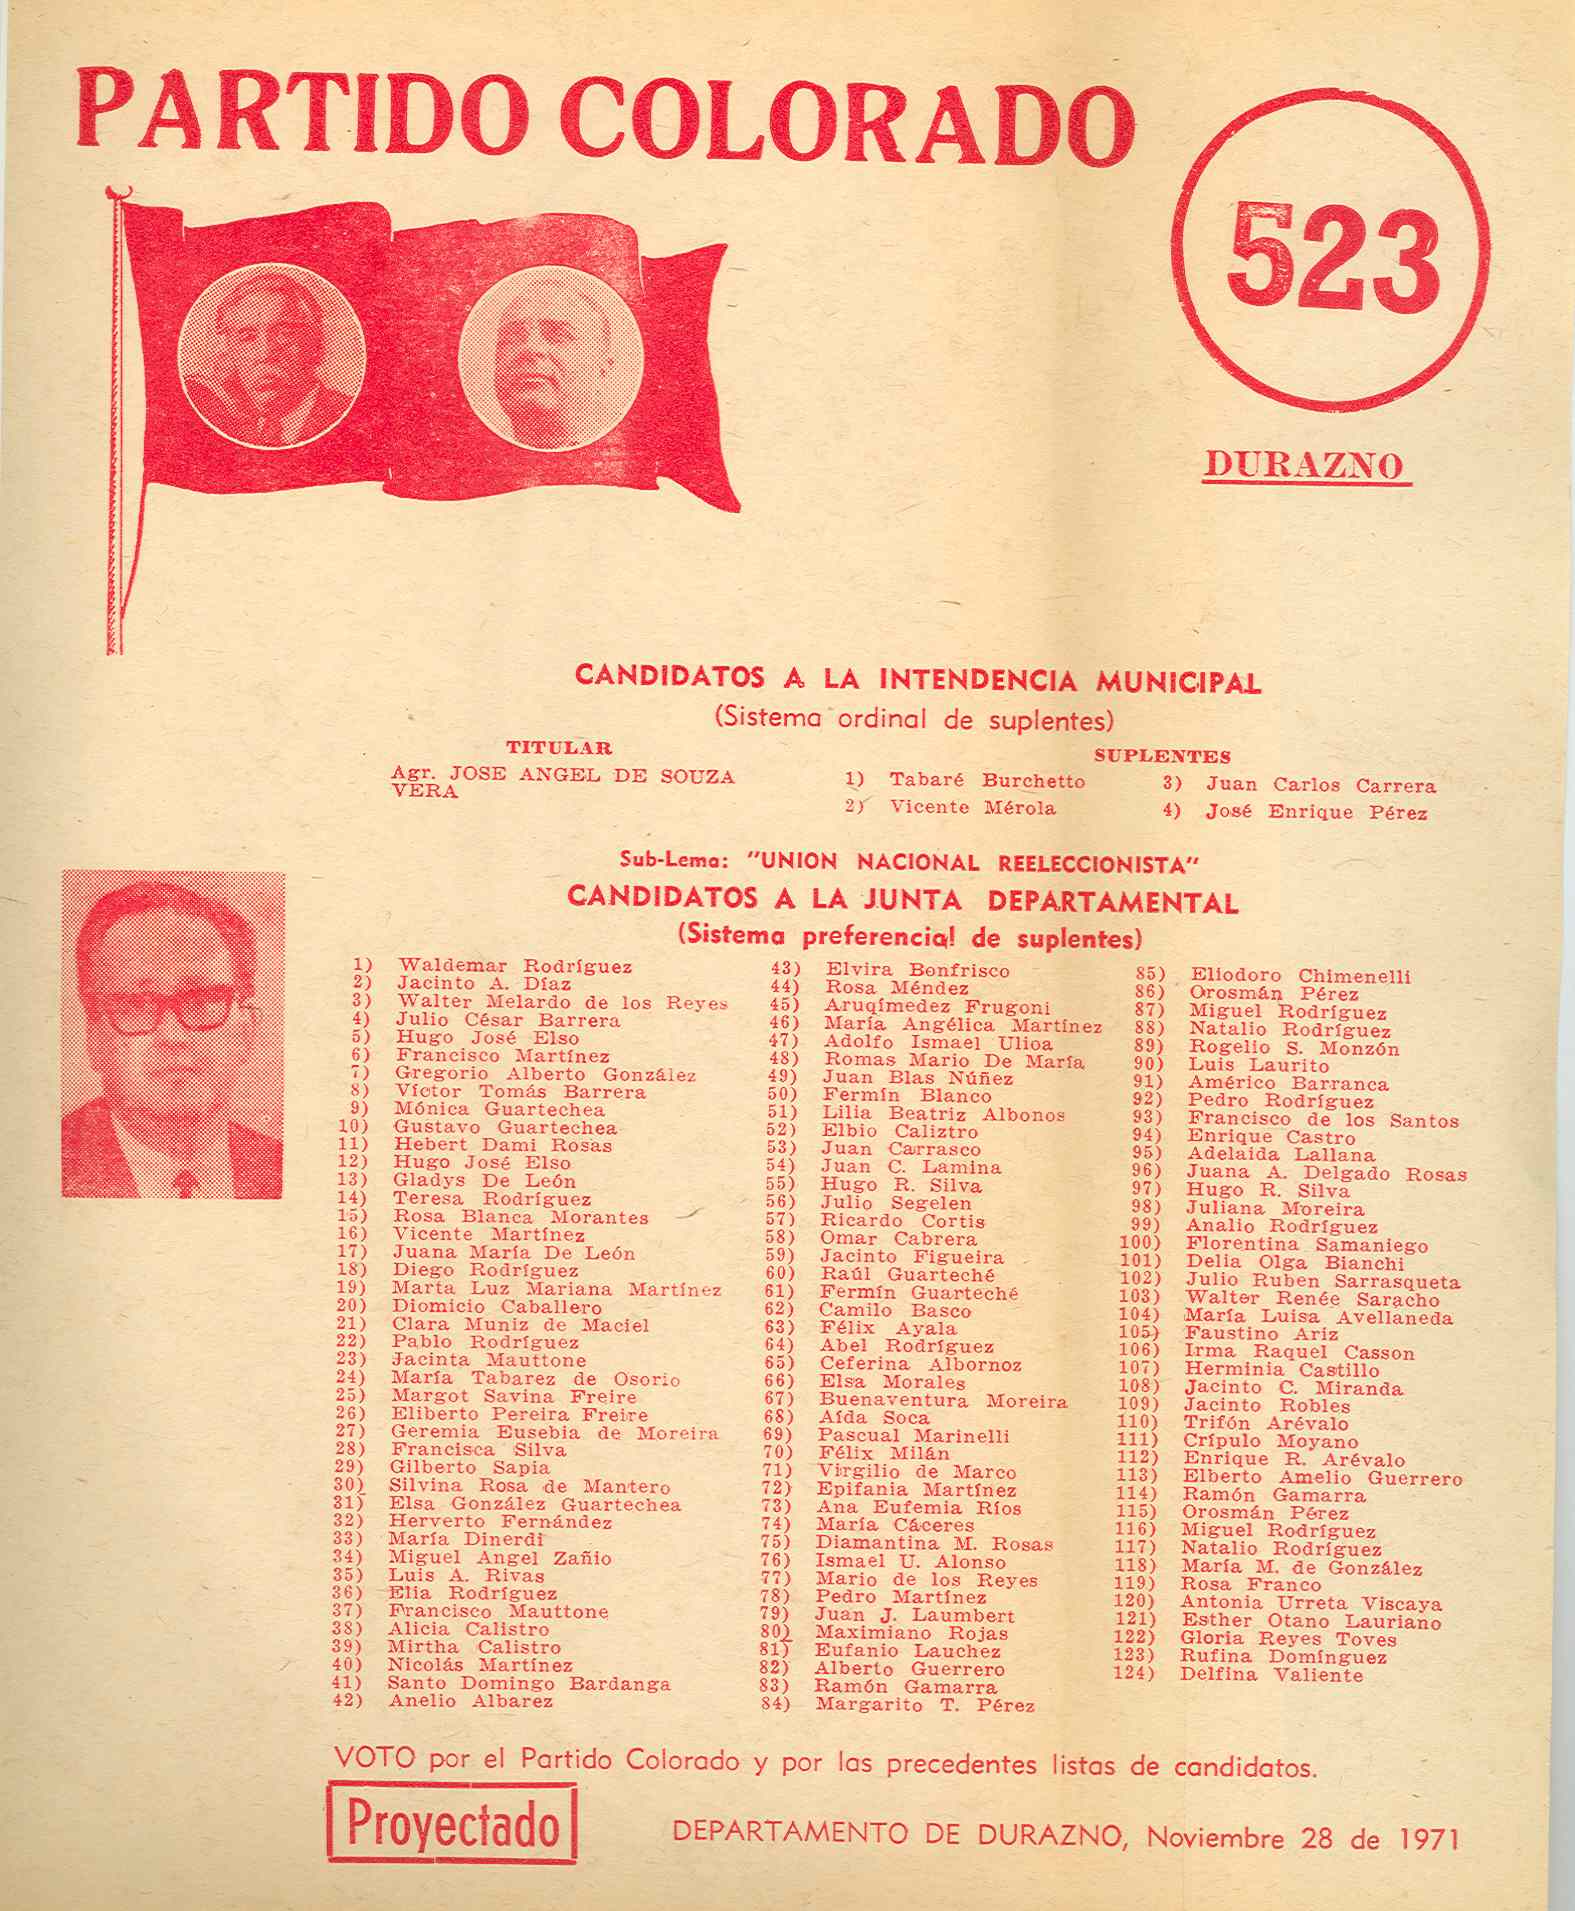 PARTIDO COLORADO
523
DURAZNO
CANDIDATOS A LA INTENDENCIA MUNICIPAL
(Sistema ordinal de suplentes)
TITULAR
Agr. JOSE ANGEL DE SOUZA
VERA
SUPLENTES
1) Tabaré Burchetto
2) Vicente Mérola
3) Juan Carlos Carrera
4) José Enrique Pérez
Sub-Lema: "UNION NACIONAL REELECCIONISTA"
CANDIDATOS A LA JUNTA DEPARTAMENTAL
(Sistema preferencial de suplentes)
1) Waldemar Rodríguez
2) Jacinto A. Díaz
3) Walter Melardo de los Reyes
4) Julio César Barrera
5) Hugo José Elso
6) Francisco Martínez
7) Gregorio Alberto González
8) Víctor Tomás Barrera
9) Mónica Guartechea
10) Gustavo Guartechea
11) Hebert Dami Rosas
12) Hugo José Elso
13) Gladys De León
14) Teresa Rodríguez
15) Rosa Blanca Morantes
16) Vicente Martínez
17) Juana María De León
18) Diego Rodríguez
19) Marta Luz Mariana Martínez
20) Diomicio Caballero
21) Clara Muniz de Maciel
22) Pablo Rodríguez
23) Jacinta Mauttone
24) María Tabarez de Osorio
25) Margot Savina Freire
26) Eliberto Pereira Freire
27) Geremia Eusebia de Moreira
28) Francisca Silva
29) Gilberto Sapia
30) Silvina Rosa de Mantero
31) Elsa González Guartechea
32) Herverto Fernández
33) María Dinerdi
34) Miguel Angel Zañio
35) Luis A. Rivas
36) Elia Rodríguez
37) Francisco Mauttone
38) Alicia Calistro
39) Mirtha Calistro
40) Nicolás Martínez
41) Santo Domingo Bardanga
42) Anelio Albarez
43) Elvira Bonfrisco
44) Rosa Méndez
45) Aruqímedez Frugoni
46) María Angélica Martínez
47) Adolfo Ismael Ulioa
48) Romas Mario De María
49) Juan Blas Núñez
50) Fermín Blanco
51) Lilia Beatriz Albonos
52) Elbio Caliztro
53) Juan Carrasco
54) Juan C. Lamina
55) Hugo R. Silva
56) Julio Segelen
57) Ricardo Cortis
58) Omar Cabrera
59) Jacinto Figueira
60) Raúl Guarteché
61) Fermín Guarteché
62) Camilo Basco
63) Félix Ayala
64) Abel Rodríguez
65) Ceferina Albornoz
66) Elsa Morales
67) Buenaventura Moreira
68) Aída Soca
69) Pascual Marinelli
70) Félix Milán
71) Virgilio de Marco
72) Epifania Martínez
73) Ana Eufemia Ríos
74) María Cáceres
75) Diamantina M. Rosas
76) Ismael U. Alonso
77) Mario de los Reyes
78) Pedro Martínez
79) Juan J. Laumbert
80) Maximiano Rojas
81) Eufanio Lauchez
82) Alberto Guerrero
83) Ramón Gamarra
84) Margarito T. Pérez
85) Eliodoro Chimenelli
86) Orosmán Pérez
87) Miguel Rodríguez
88) Natalio Rodríguez
89) Rogelio S. Monzón
90) Luis Laurito
91) Américo Barranca
92) Pedro Rodríguez
93) Francisco de los Santos
94) Enrique Castro
95) Adelaida Lallana
96) Juana A. Delgado Rosas
97) Hugo R. Silva
98) Juliana Moreira
99) Analio Rodríguez
100) Florentina Samaniego
101) Delia Olga Bianchi
102) Julio Ruben Sarrasqueta
103) Walter Renée Saracho
104) María Luisa Avellaneda
105) Faustino Ariz
106) Irma Raquel Casson
107) Herminia Castillo
108) Jacinto C. Miranda
109) Jacinto Robles
110) Trifón Arévalo
111) Crípulo Moyano
112) Enrique R. Arévalo
113) Elberto Amelio Guerrero
114) Ramón Gamarra
115) Orosmán Pérez
116) Miguel Rodríguez
117) Natalio Rodríguez
118) María M. de González
119) Rosa Franco
120) Antonia Urreta Viscaya
121) Esther Otano Lauriano
122) Gloria Reyes Toves
123) Rufina Domínguez
124) Delfina Valiente
VOTO por el Partido Colorado y por las precedentes listas de candidatos.
Proyectado
DEPARTAMENTO DE DURAZNO, Noviembre 28 de 1971